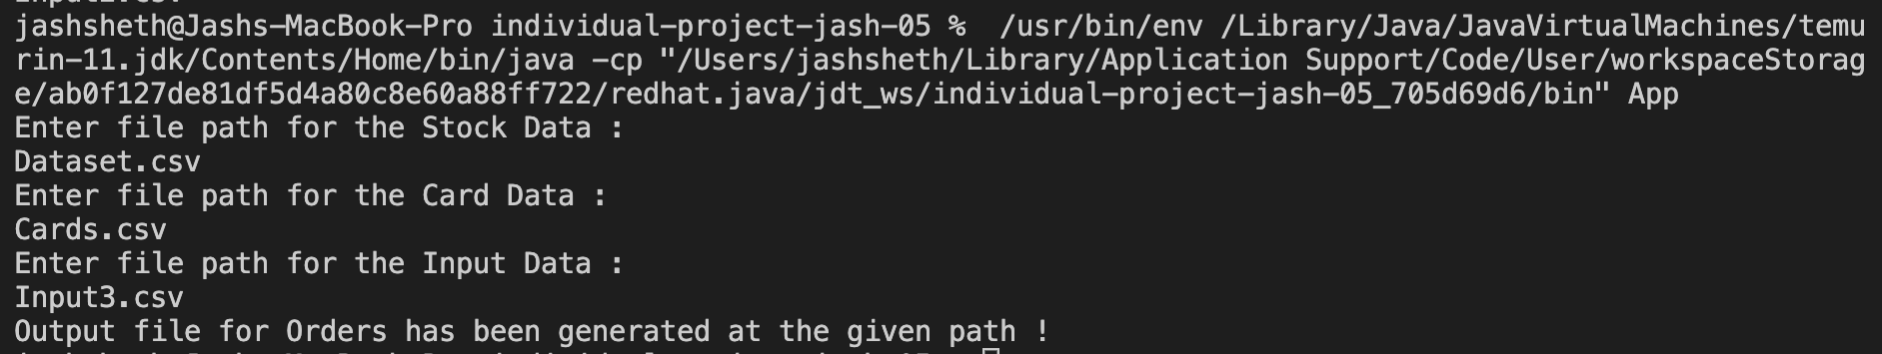 jashsheth@Jashs-MacBook-Pro individual-project-jash-05 %  /usr/bin/env /Library/Java/JavaVirtualMachines/temu
rin-11.jdk/Contents/Home/bin/java -cp "/Users/jashsheth/Library/Application Support/Code/User/workspaceStorag
e/ab0f127de81df5d4a80c8e60a88ff722/redhat.java/jdt_ws/individual-project-jash-05_705d69d6/bin" App
Enter file path for the Stock Data :
Dataset.csv
Enter file path for the Card Data :
Cards.csv
Enter file path for the Input Data :
Input3.csv
Output file for Orders has been generated at the given path !